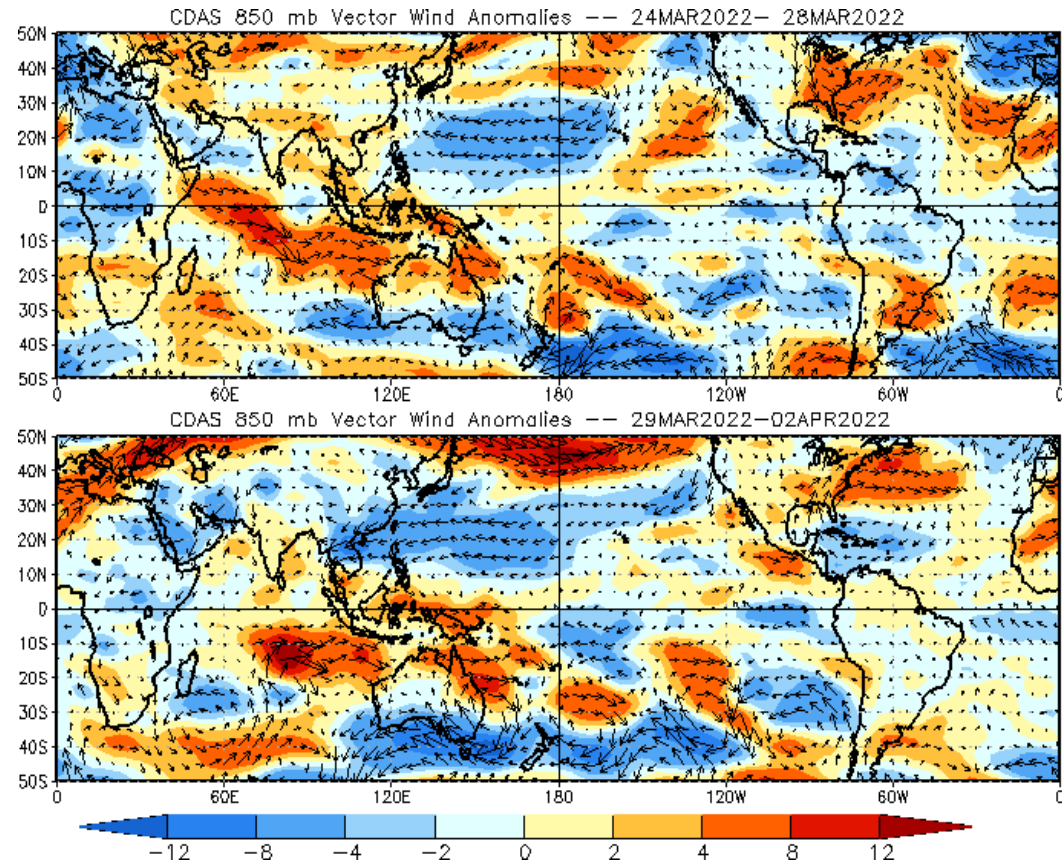 CDAS 850 mb Vector Wind Anomalies -- 24MAR2022- 28MAR2022
50N
40N
30N
20N
10N
0
10S
20S
30S
40S
50S
0 60E 120E 180 120W 60W 0
CDAS 850 mb Vector Wind Anomalies -- 29MAR2022-02APR2022
50N
40N
30N
20N
10N
0
10S
20S
30S
40S
50S
0 60E 120E 180 120W 60W 0
-12 -8 -4 -2 0 2 4 8 12